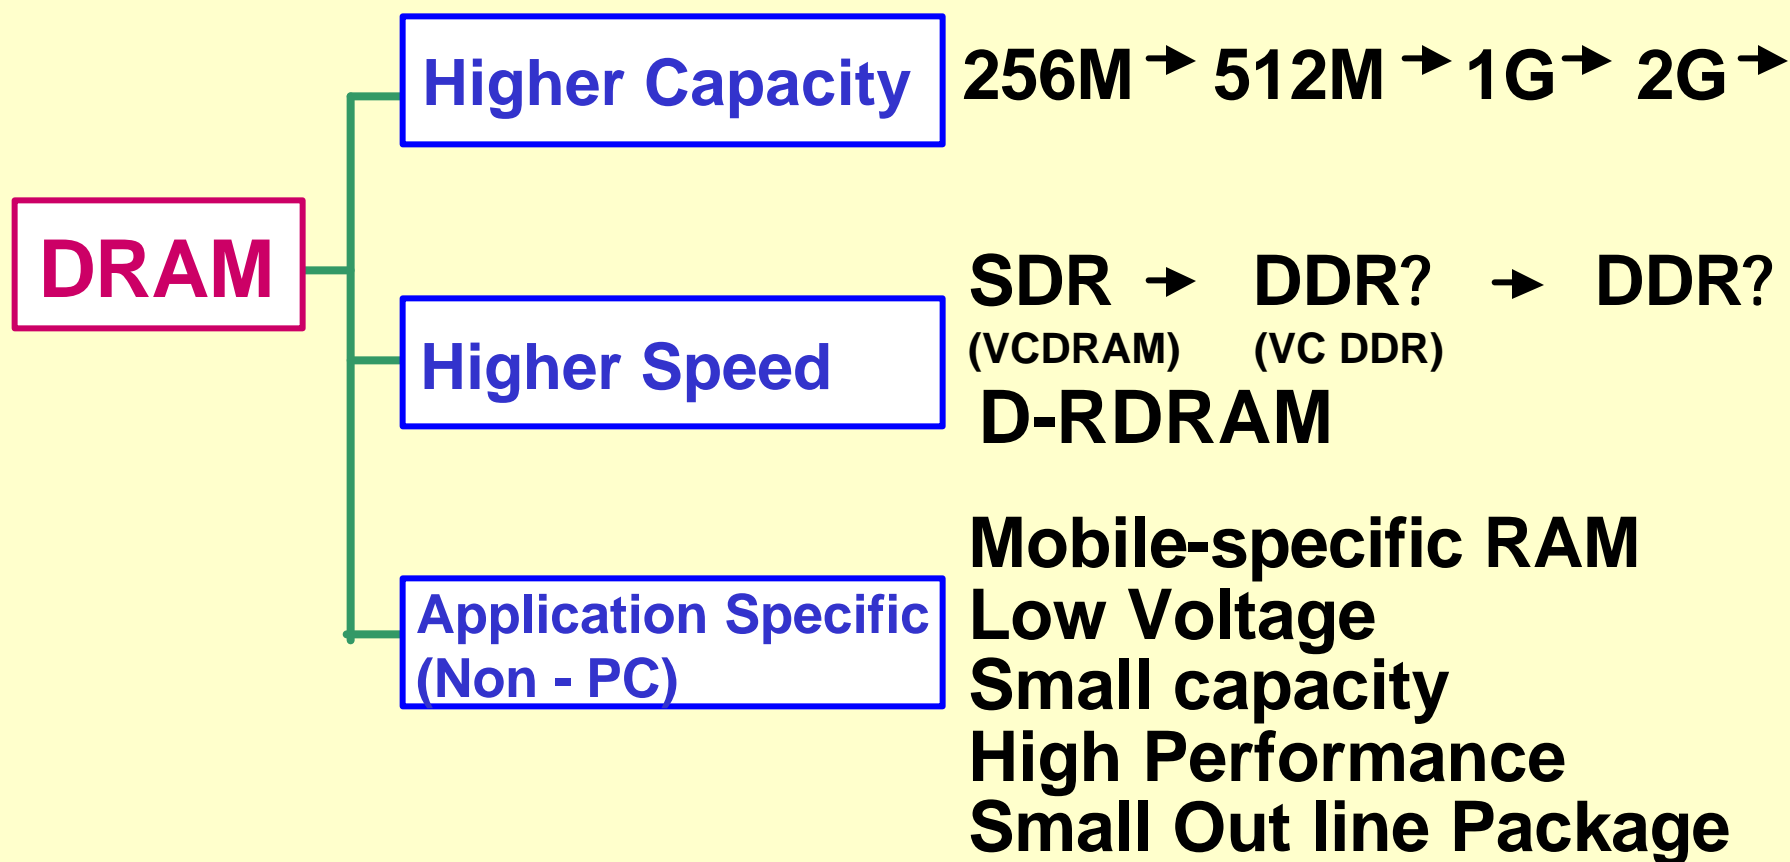 Higher Capacity 256M → 512M → 1G → 2G →
DRAM
Higher Speed
SDR → DDR? → DDR?
(VCDRAM) (VC DDR)
D-RDRAM
Application Specific
(Non - PC)
Mobile-specific RAM
Low Voltage
Small capacity
High Performance
Small Out line Package